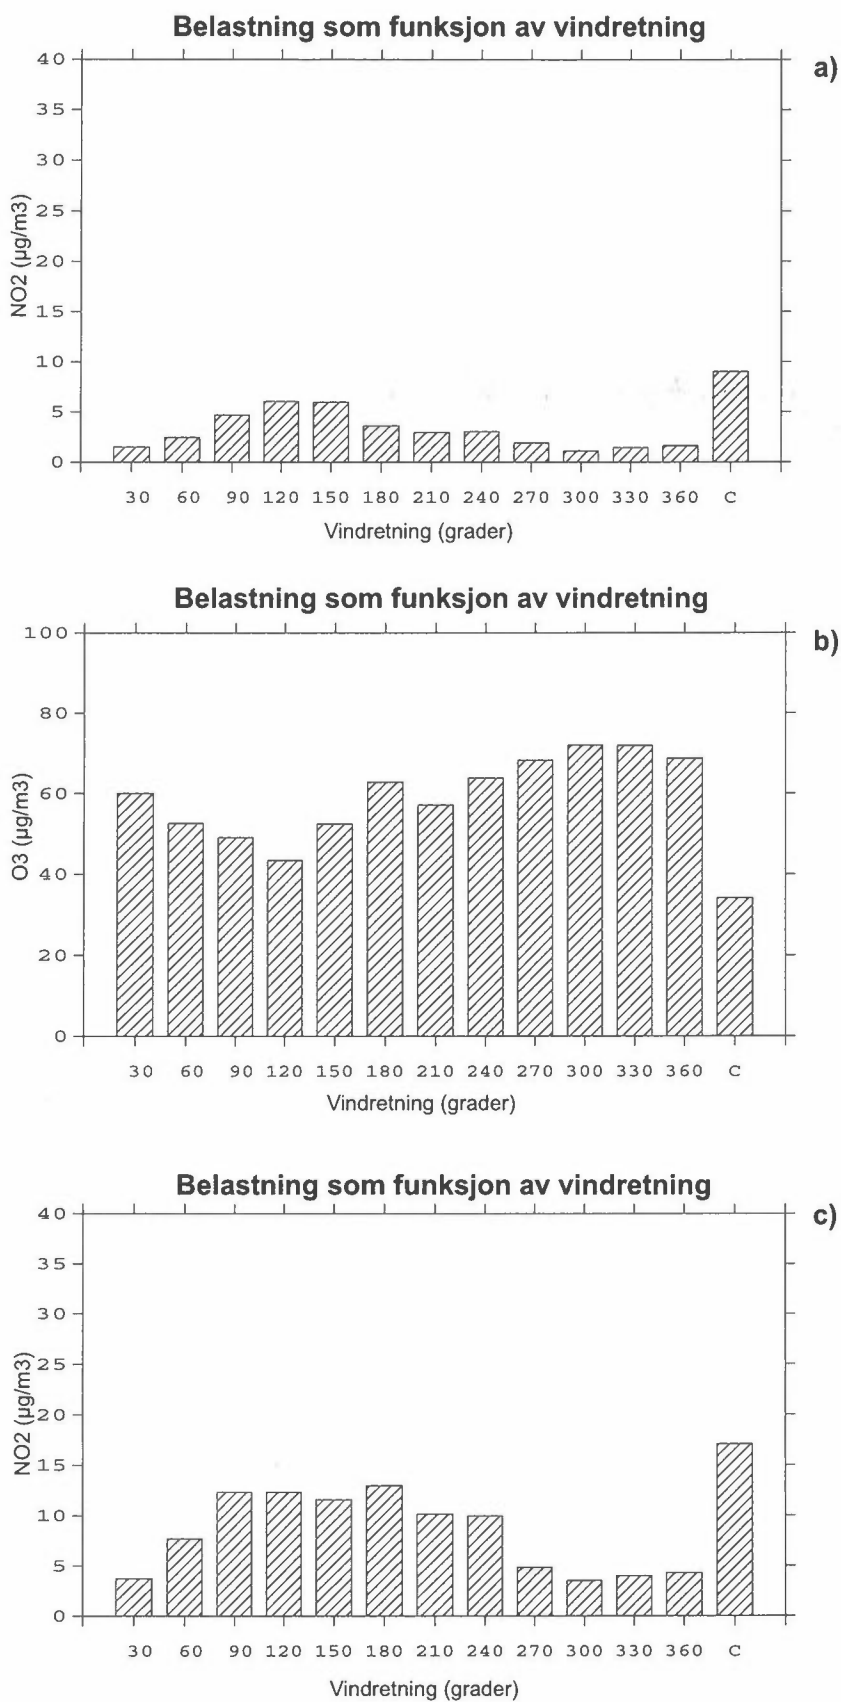 Belastning som funksjon av vindretning
a)
40
35
30
25
20
15
10
5
0
NO2 (µg/m3)
30 60 90 120 150 180 210 240 270 300 330 360 C
Vindretning (grader)
Belastning som funksjon av vindretning
b)
100
80
60
40
20
0
O3 (µg/m3)
30 60 90 120 150 180 210 240 270 300 330 360 C
Vindretning (grader)
Belastning som funksjon av vindretning
c)
40
35
30
25
20
15
10
5
0
NO2 (µg/m3)
30 60 90 120 150 180 210 240 270 300 330 360 C
Vindretning (grader)